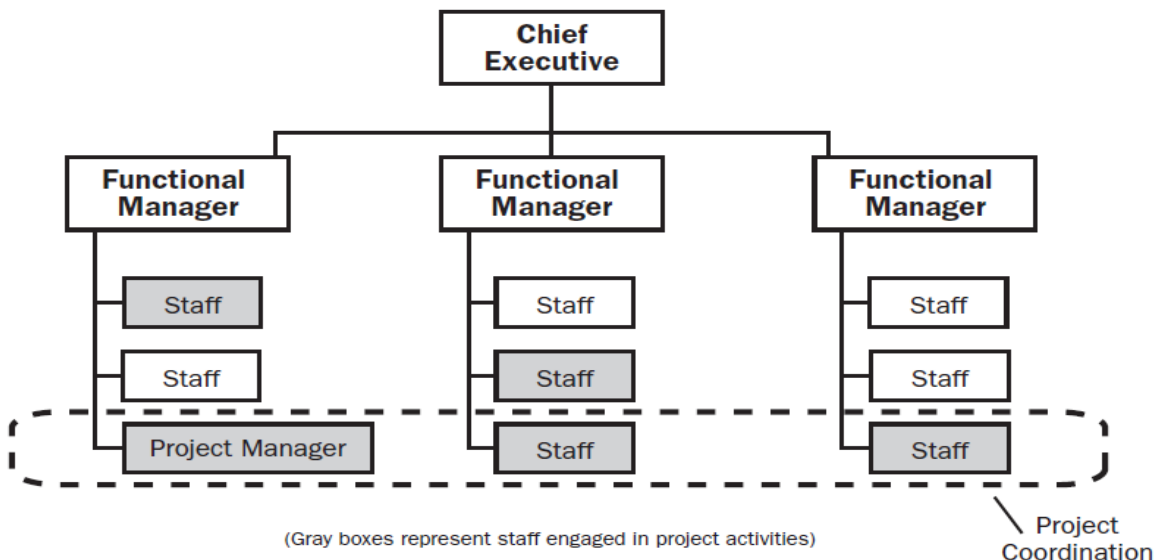 Chief
Executive
Functional
Manager
Functional
Manager
Functional
Manager
Staff
Staff
Staff
Staff
Staff
Staff
Project Manager
Staff
Staff
(Gray boxes represent staff engaged in project activities)
Project
Coordination